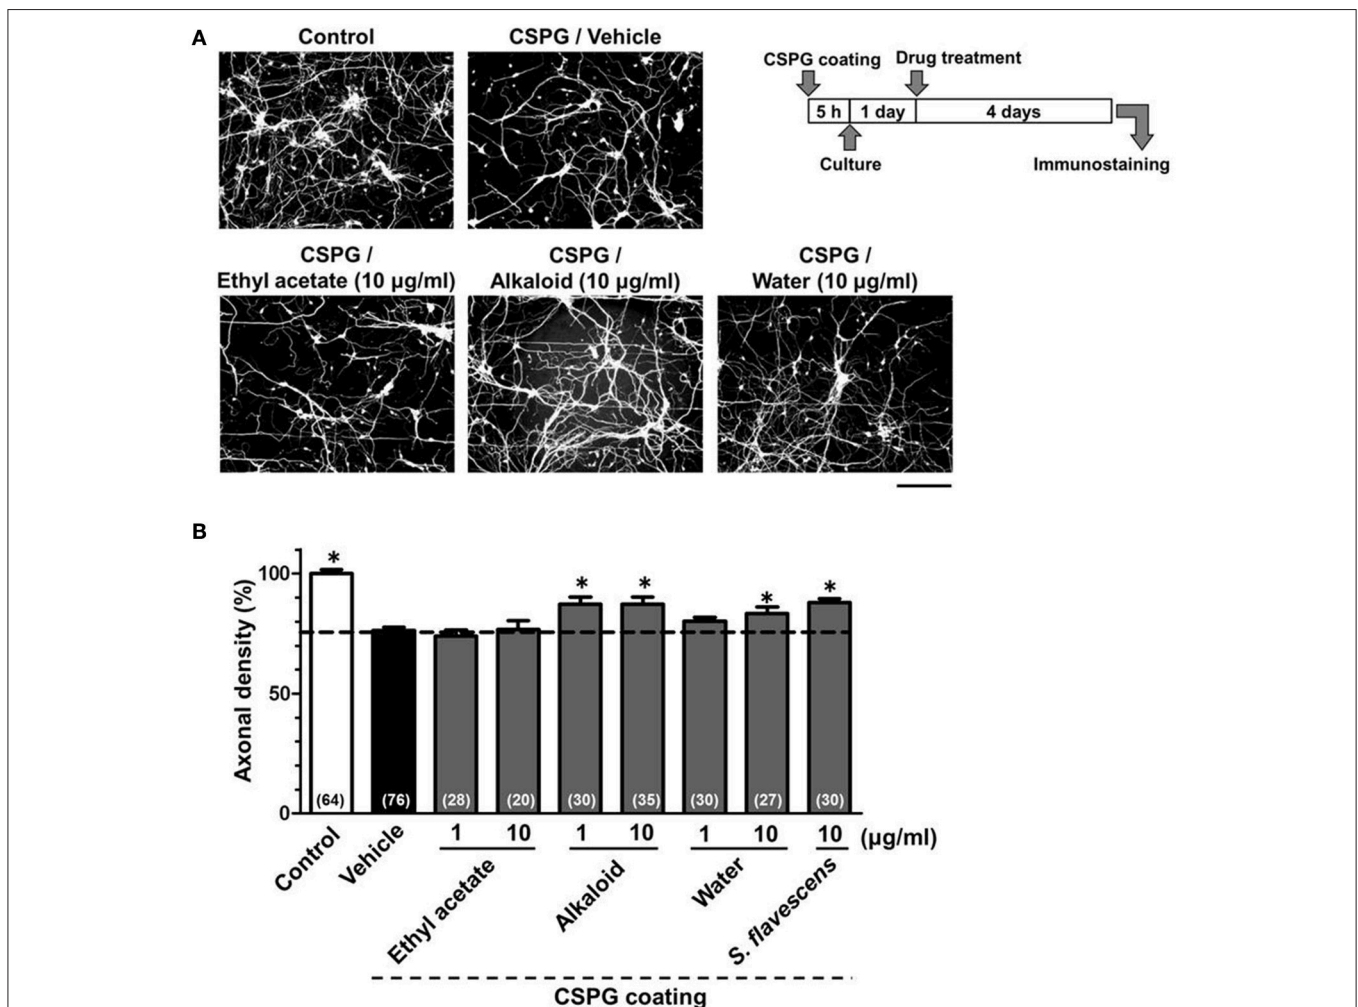 A
Control
CSPG / Vehicle
CSPG coating
Drug treatment
5 h
1 day
4 days
Culture
Immunostaining
CSPG /
Ethyl acetate (10 µg/ml)
CSPG /
Alkaloid (10 µg/ml)
CSPG /
Water (10 µg/ml)
B
Axonal density (%)
100
50
0
*
*
*
*
*
(64)
(76)
(28)
(20)
(30)
(35)
(30)
(27)
(30)
1
10
1
10
1
10
10
(µg/ml)
Control
Vehicle
Ethyl acetate
Alkaloid
Water
S. flavescens
CSPG coating